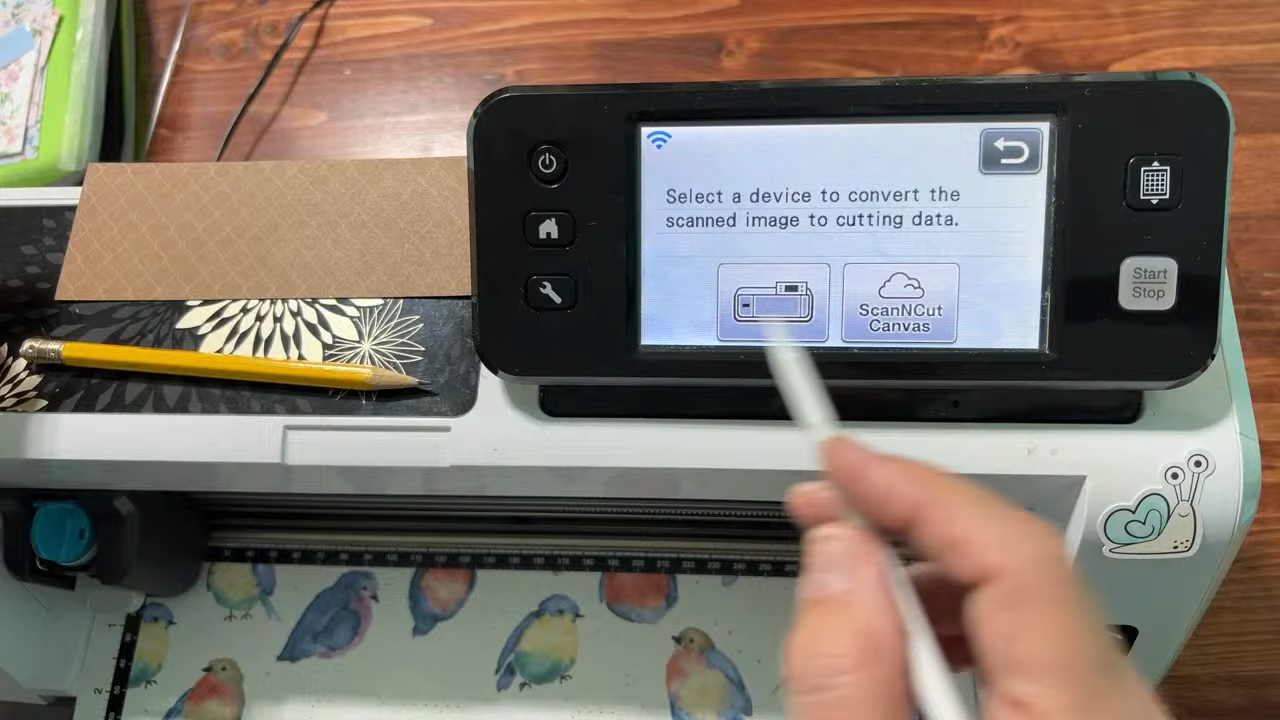 Select a device to convert the
scanned image to cutting data.
ScanNCut
Canvas
Start
Stop